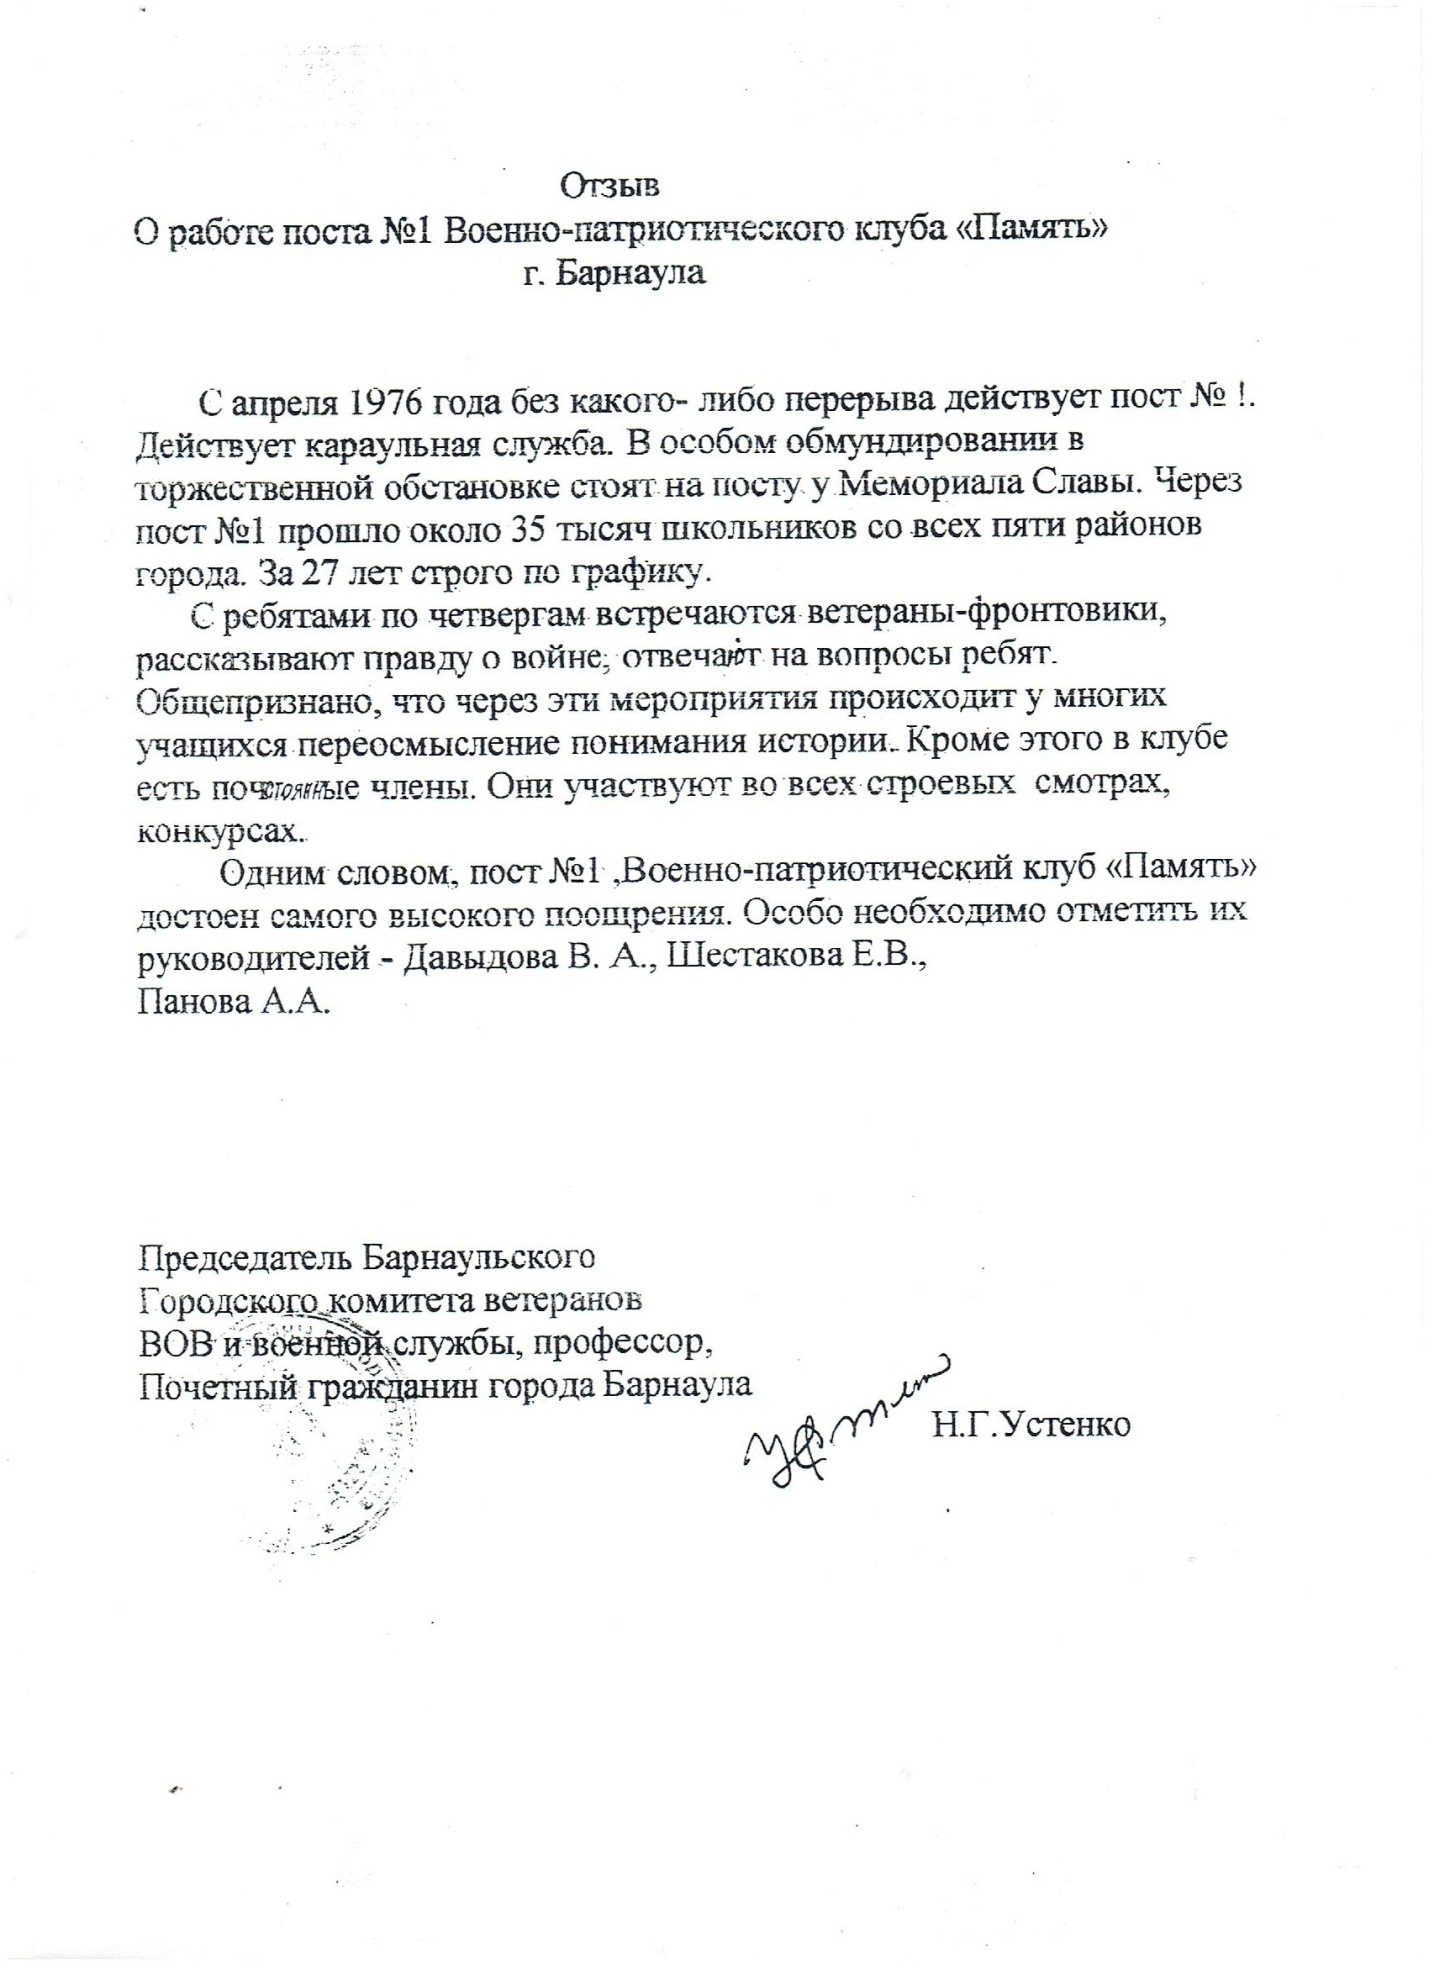 Отзыв
О работе поста №1 Военно-патриотического клуба «Память»
г. Барнаула
С апреля 1976 года без какого- либо перерыва действует пост № !.
Действует караульная служба. В особом обмундировании в
торжественной обстановке стоят на посту у Мемориала Славы. Через
пост №1 прошло около 35 тысяч школьников со всех пяти районов
города. За 27 лет строго по графику.
С ребятами по четвергам встречаются ветераны-фронтовики,
рассказывают правду о войне, отвечают на вопросы ребят.
Общепризнано, что через эти мероприятия происходит у многих
учащихся переосмысление понимания истории. Кроме этого в клубе
есть постоянные члены. Они участвуют во всех строевых смотрах,
конкурсах.
Одним словом, пост №1 ,Военно-патриотический клуб «Память»
достоен самого высокого поощрения. Особо необходимо отметить их
руководителей - Давыдова В. А., Шестакова Е.В.,
Панова А.А.
Председатель Барнаульского
Городского комитета ветеранов
ВОВ и военной службы, профессор,
Почетный гражданин города Барнаула
Н.Г.Устенко